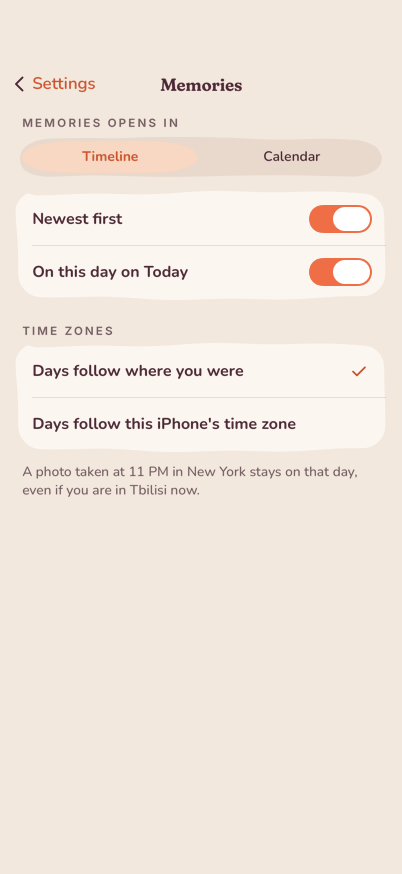 Settings
Memories
MEMORIES OPENS IN
Timeline
Calendar
Newest first
On this day on Today
TIME ZONES
Days follow where you were
Days follow this iPhone's time zone
A photo taken at 11 PM in New York stays on that day,
even if you are in Tbilisi now.